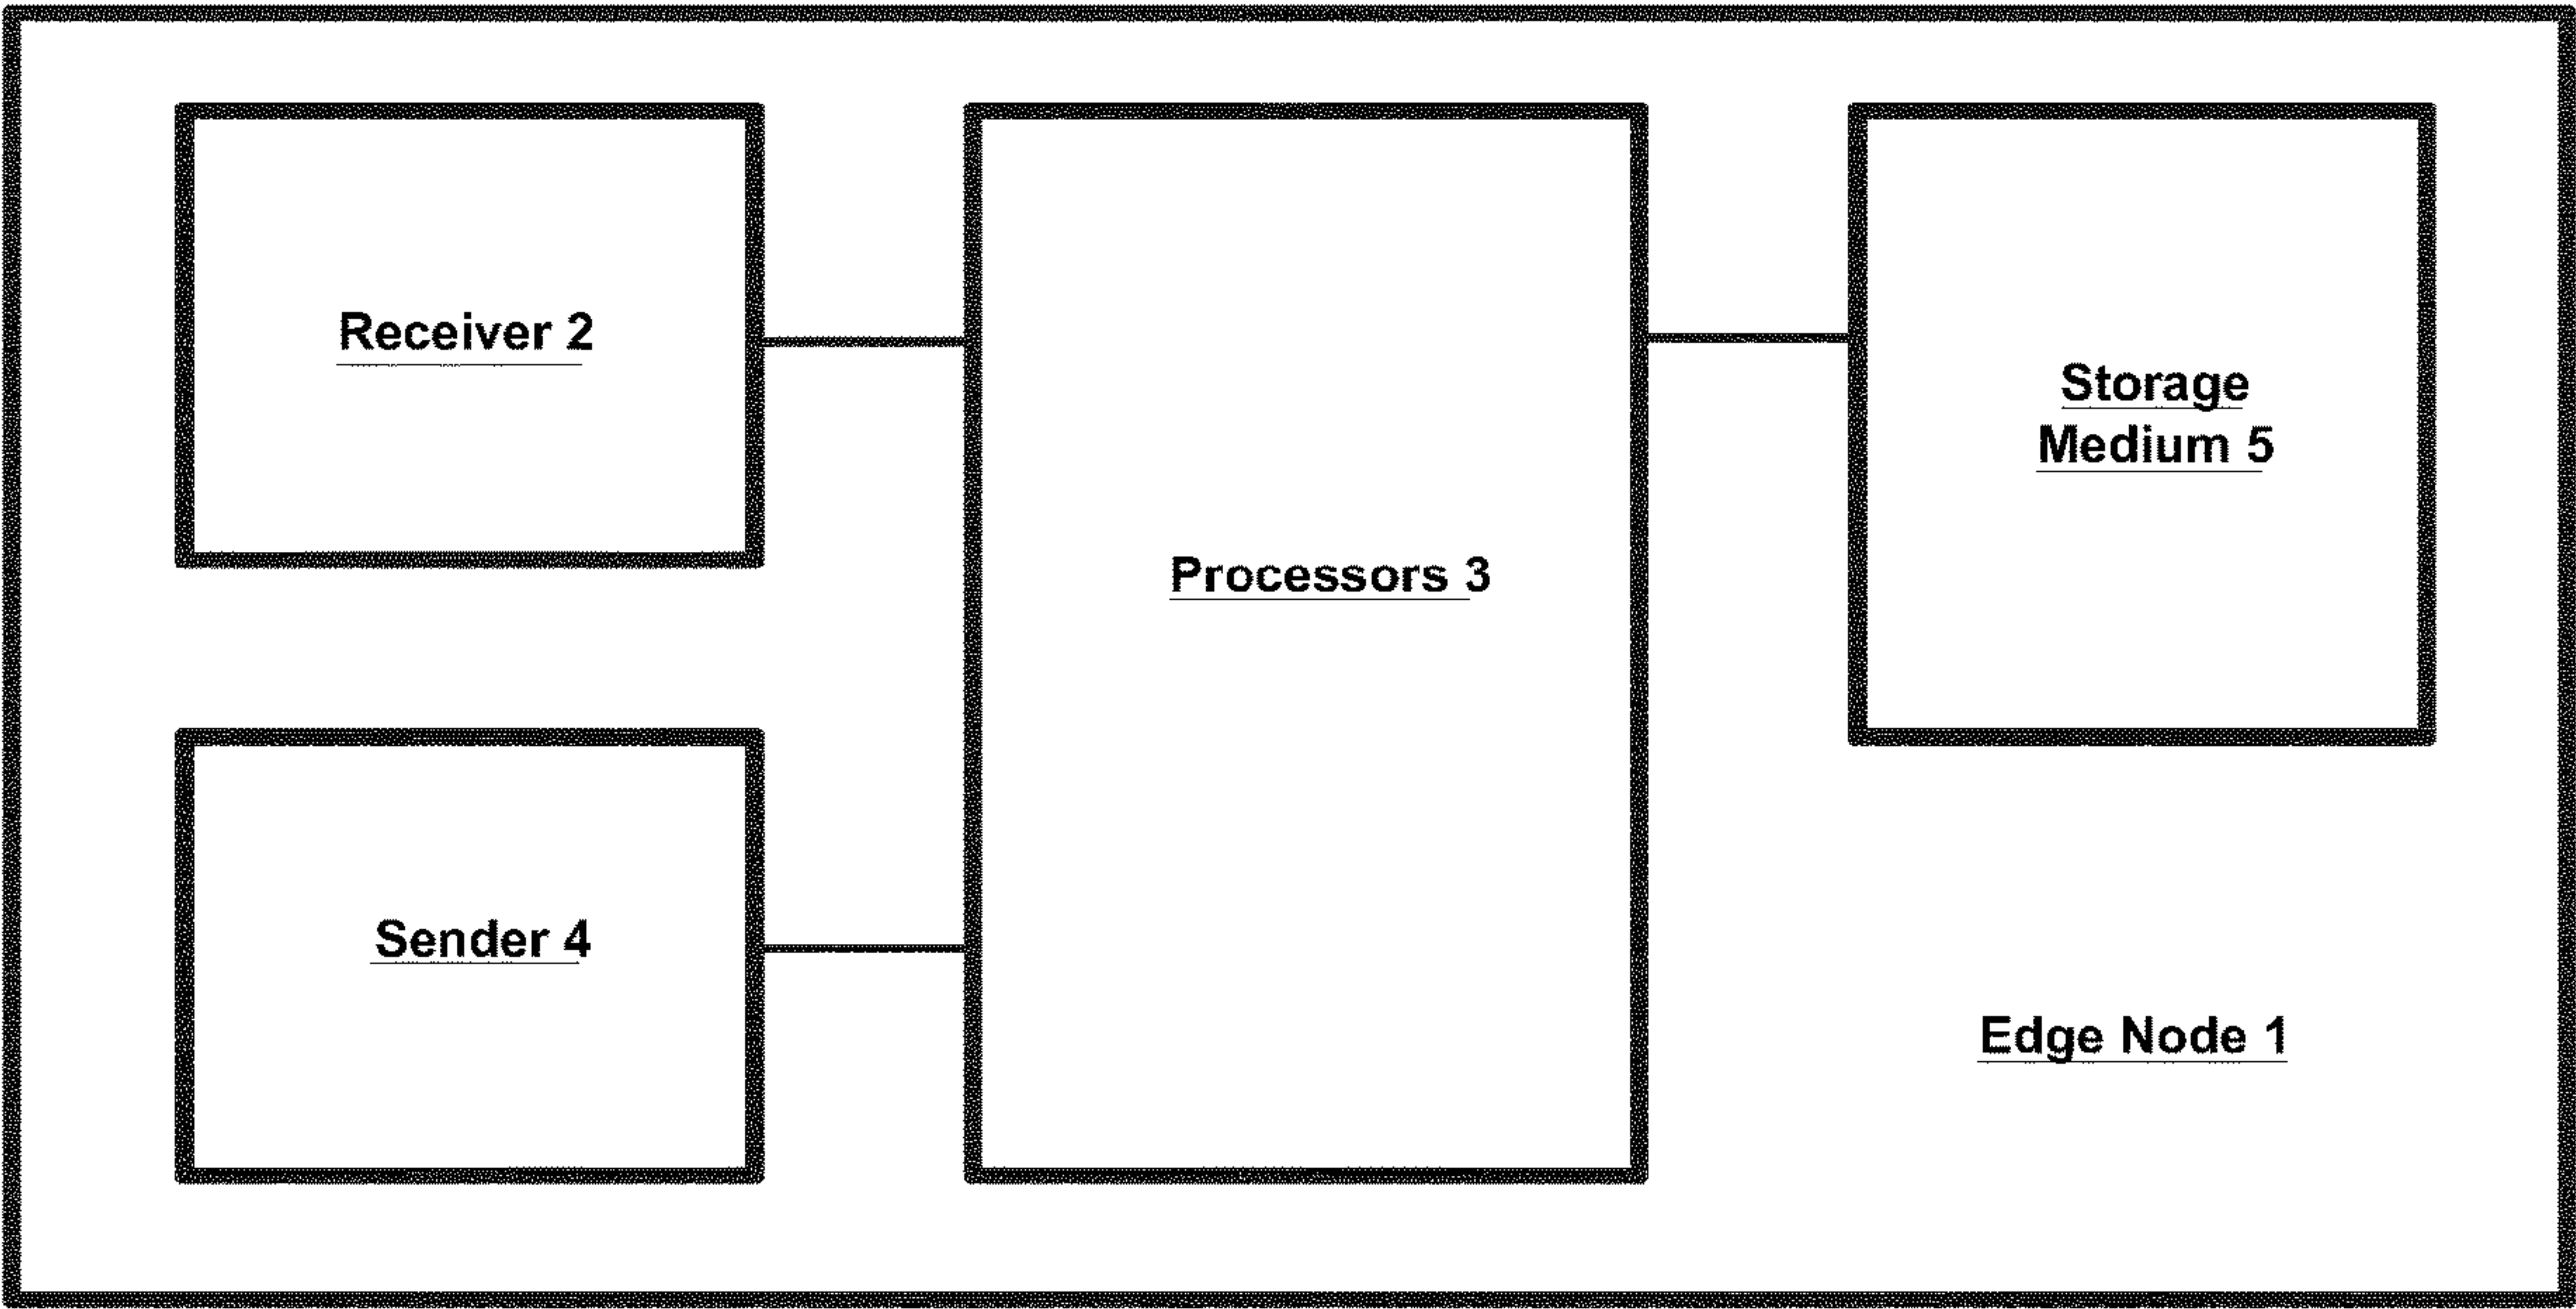 Receiver 2
Storage
Medium 5
Processors 3
Sender 4
Edge Node 1